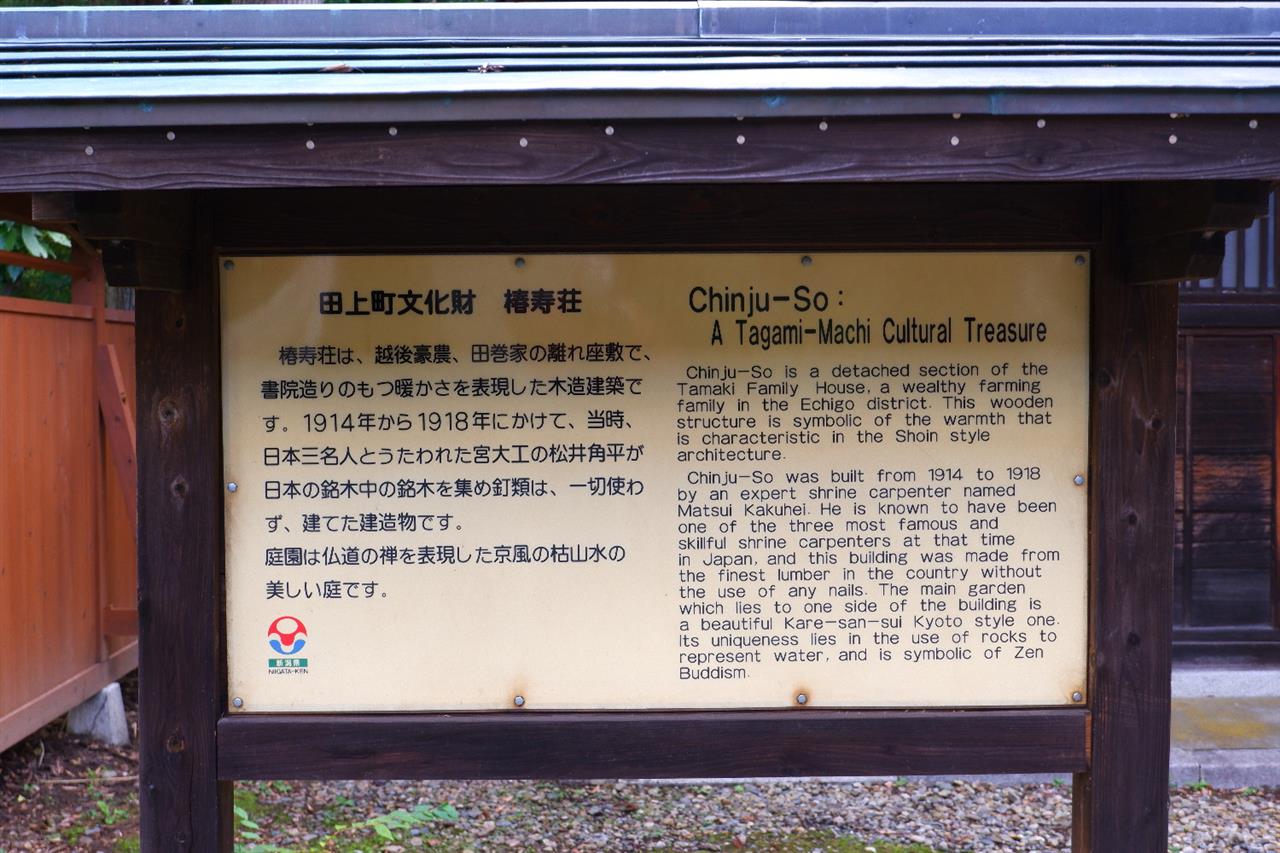 田上町文化財　椿寿荘
椿寿荘は、越後豪農、田巻家の離れ座敷で、
書院造りのもつ暖かさを表現した木造建築で
す。1914年から1918年にかけて、当時、
日本三名人とうたわれた宮大工の松井角平が
日本の銘木中の銘木を集め釘類は、一切使わ
ず、建てた建造物です。
庭園は仏道の禅を表現した京風の枯山水の
美しい庭です。
新潟県
NIIGATA-KEN
Chinju-So:
A Tagami-Machi Cultural Treasure
Chinju-So is a detached section of the
Tamaki Family House, a wealthy farming
family in the Echigo district. This wooden
structure is symbolic of the warmth that
is characteristic in the Shoin style
architecture.
Chinju-So was built from 1914 to 1918
by an expert shrine carpenter named
Matsui Kakuhei. He is known to have been
one of the three most famous and
skillful shrine carpenters at that time
in Japan, and this building was made from
the finest lumber in the country without
the use of any nails. The main garden
which lies to one side of the building is
a beautiful Kare-san-sui Kyoto style one.
Its uniqueness lies in the use of rocks to
represent water, and is symbolic of Zen
Buddism.